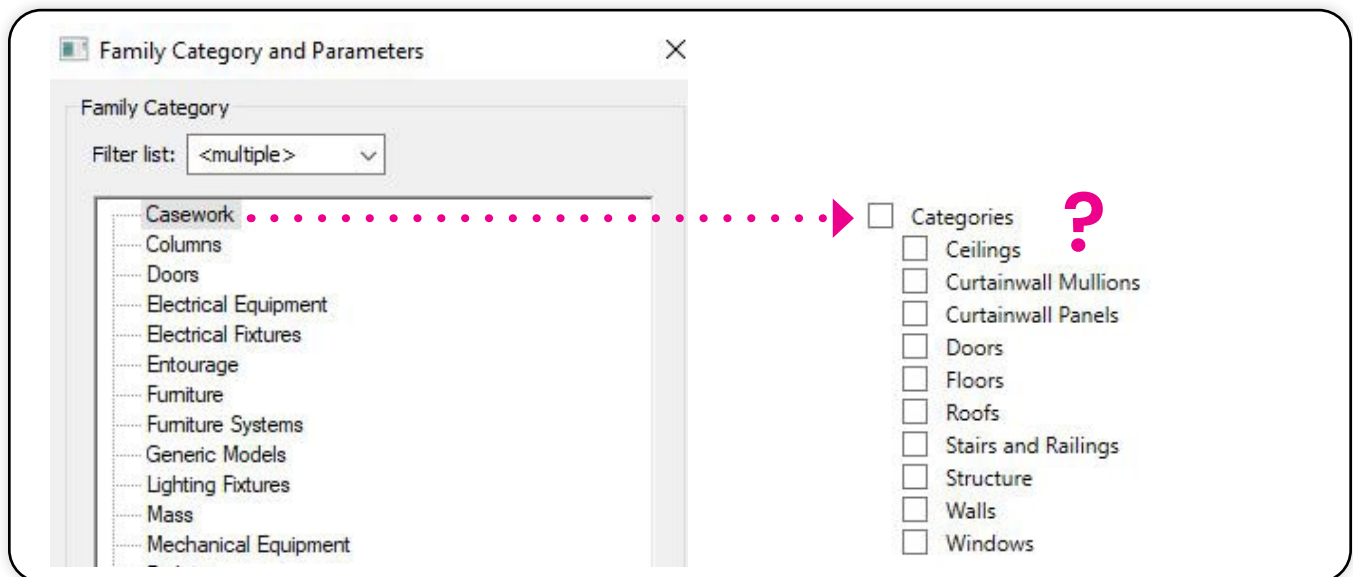 Family Category and Parameters
Family Category
Filter list: <multiple>
Casework
Columns
Doors
Electrical Equipment
Electrical Fixtures
Entourage
Furniture
Furniture Systems
Generic Models
Lighting Fixtures
Mass
Mechanical Equipment
Categories ?
Ceilings
Curtainwall Mullions
Curtainwall Panels
Doors
Floors
Roofs
Stairs and Railings
Structure
Walls
Windows